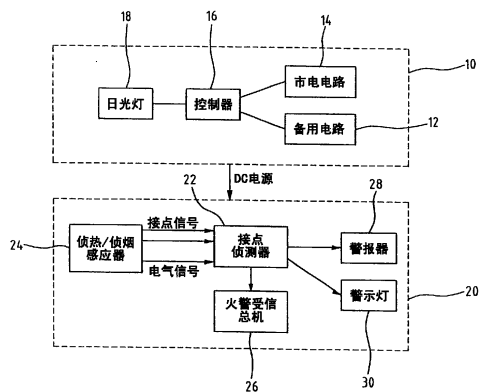 18
16
14
10
日光灯
控制器
市电电路
备用电路
12
DC电源
22
28
24
侦热/侦烟
感应器
接点信号
电气信号
接点
侦测器
警报器
警示灯
20
火警受信
总机
26
30